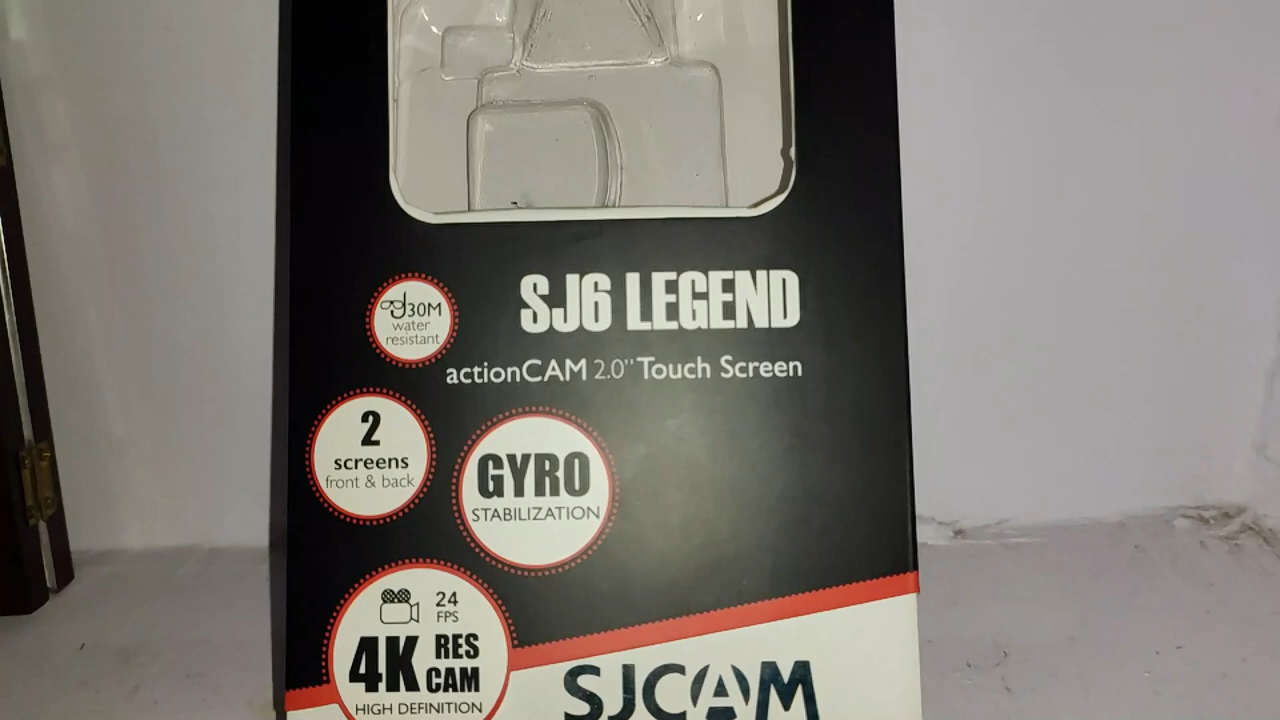 SJ6 LEGEND
actionCAM 2.0" Touch Screen
30M
water
resistant
2
screens
front & back
GYRO
STABILIZATION
24
FPS
4K RES
CAM
HIGH DEFINITION
SJCAM